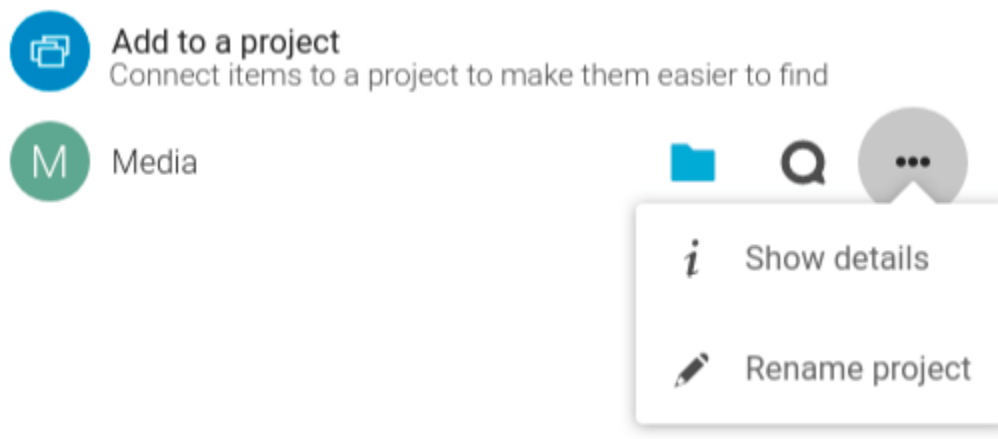 Add to a project
Connect items to a project to make them easier to find
M
Media
Show details
Rename project